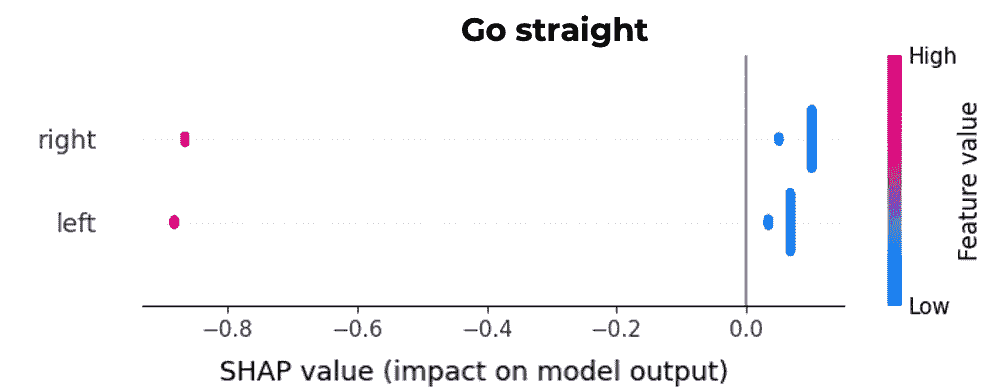 Go straight
High
right
left
Feature value
Low
−0.8 −0.6 −0.4 −0.2 0.0
SHAP value (impact on model output)